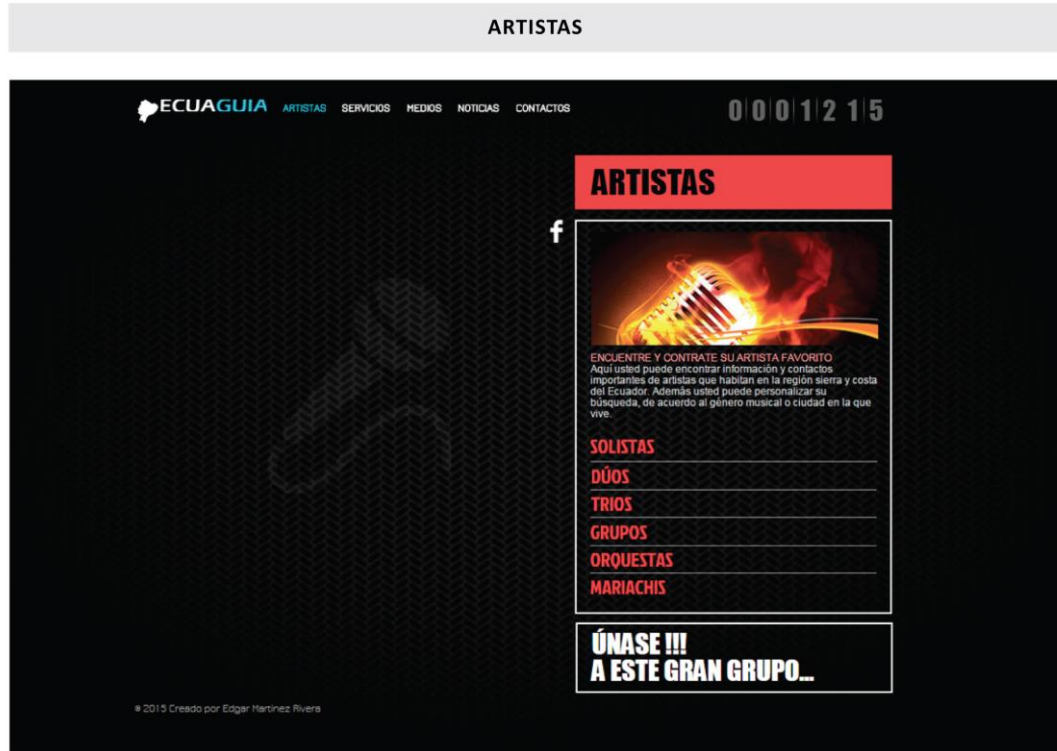 ARTISTAS
ECUAGUIA ARTISTAS SERVICIOS MEDIOS NOTICIAS CONTACTOS
0001215
ARTISTAS
f
ENCUENTRE Y CONTRATE SU ARTISTA FAVORITO
Aquí usted puede encontrar información y contactos
importantes de artistas que habitan en la región sierra y costa
del Ecuador. Además usted puede personalizar su
búsqueda, de acuerdo al género musical o ciudad en la que
vive.
SOLISTAS
DÚOS
TRIOS
GRUPOS
ORQUESTAS
MARIACHIS
ÚNASE !!!
A ESTE GRAN GRUPO...
© 2015 Creado por Edgar Martinez Rivera